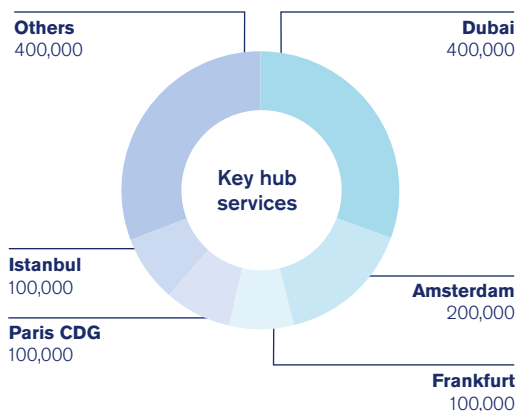 Others
400,000
Dubai
400,000
Key hub
services
Istanbul
100,000
Amsterdam
200,000
Paris CDG
100,000
Frankfurt
100,000